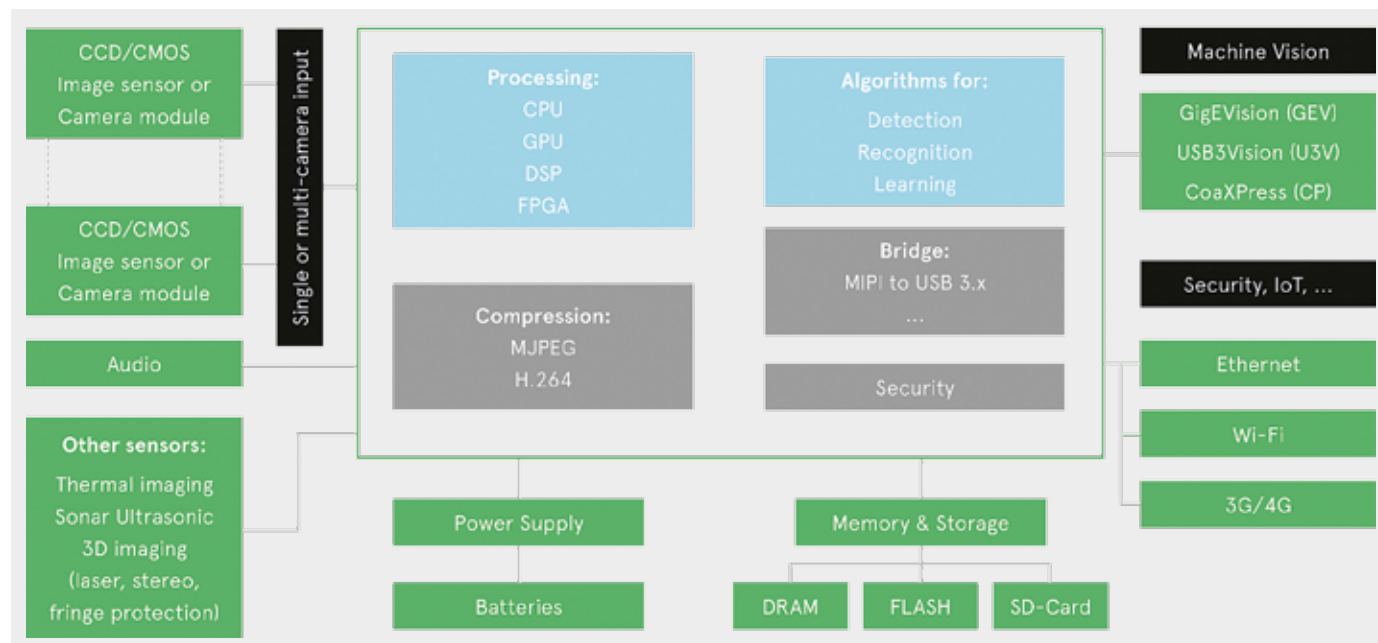 CCD/CMOS
Image sensor or
Camera module
CCD/CMOS
Image sensor or
Camera module
Single or multi-camera input
Audio
Other sensors:
Thermal imaging
Sonar Ultrasonic
3D imaging
(laser, stereo,
fringe protection)
Processing:
CPU
GPU
DSP
FPGA
Compression:
MJPEG
H.264
Algorithms for:
Detection
Recognition
Learning
Bridge:
MIPI to USB 3.x
...
Security
Power Supply
Batteries
Memory & Storage
DRAM
FLASH
SD-Card
Machine Vision
GigEVision (GEV)
USB3Vision (U3V)
CoaXPress (CP)
Security, IoT, ...
Ethernet
Wi-Fi
3G/4G